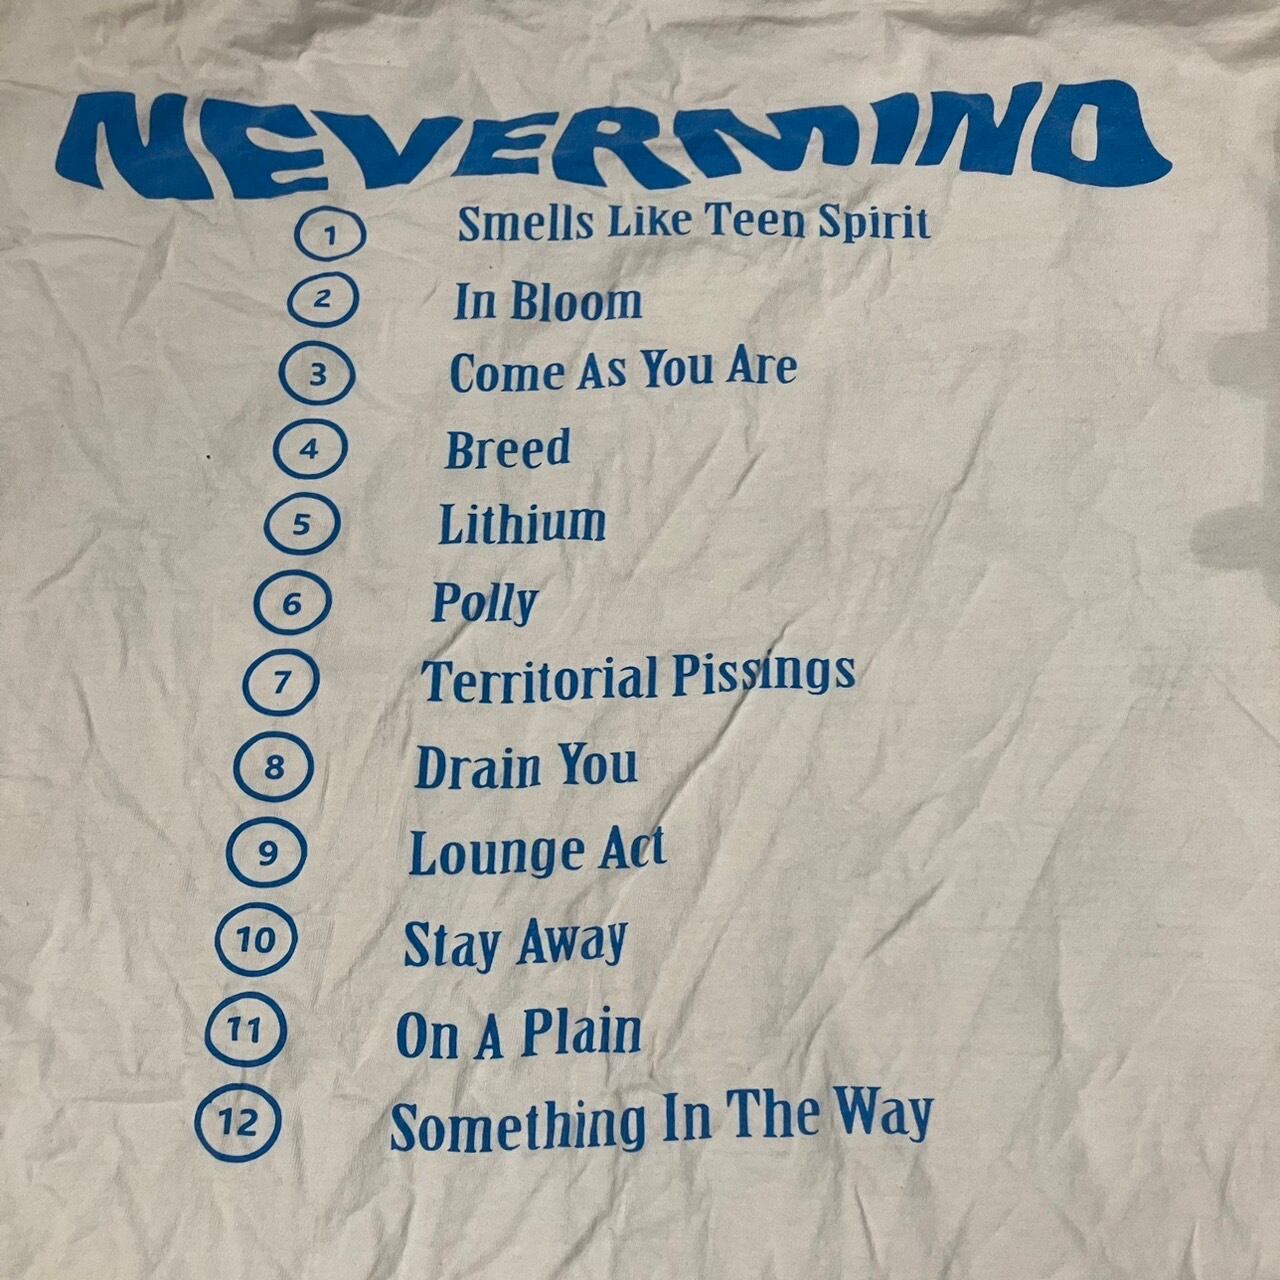 NEVERMIND
1 Smells Like Teen Spirit
2 In Bloom
3 Come As You Are
4 Breed
5 Lithium
6 Polly
7 Territorial Pissings
8 Drain You
9 Lounge Act
10 Stay Away
11 On A Plain
12 Something In The Way